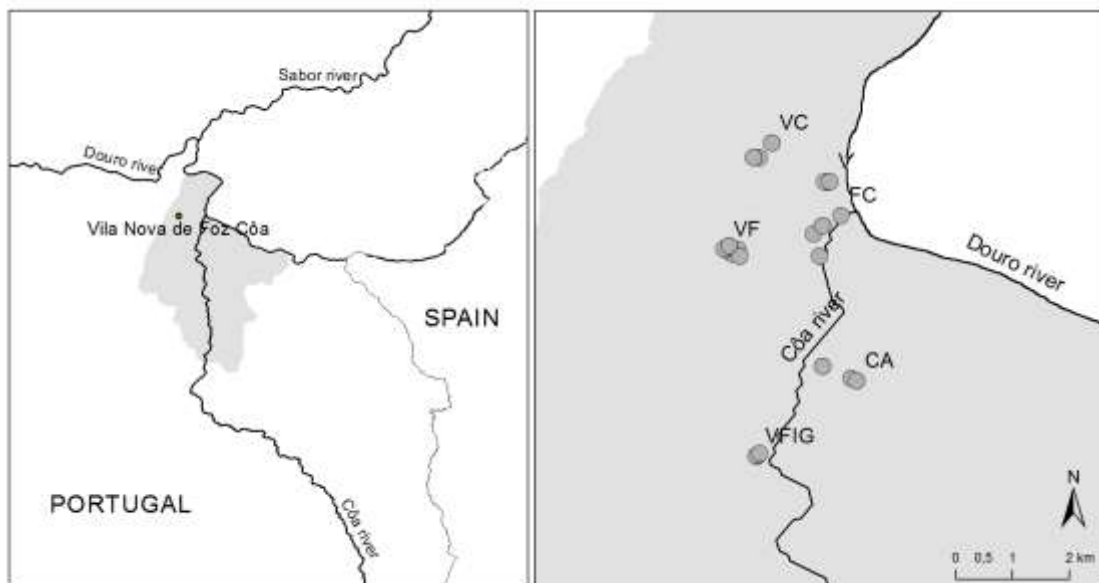 Sabor river
Douro river
Vila Nova de Foz Côa
SPAIN
PORTUGAL
Côa river
VC
FC
VF
Douro river
Côa river
CA
VFIG
N
0 0,5 1 2 km